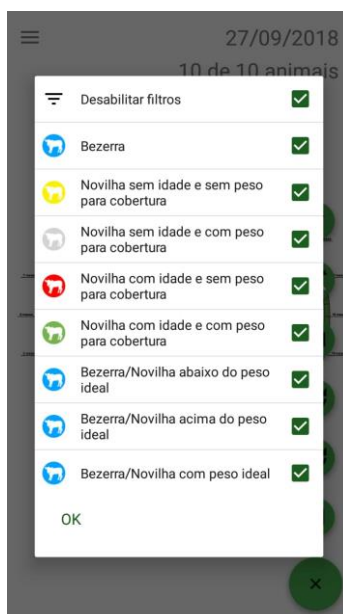 27/09/2018
10 de 10 animais
Desabilitar filtros
Bezerra
Novilha sem idade e sem peso
para cobertura
Novilha sem idade e com peso
para cobertura
Novilha com idade e sem peso
para cobertura
Novilha com idade e com peso
para cobertura
Bezerra/Novilha abaixo do peso
ideal
Bezerra/Novilha acima do peso
ideal
Bezerra/Novilha com peso ideal
OK